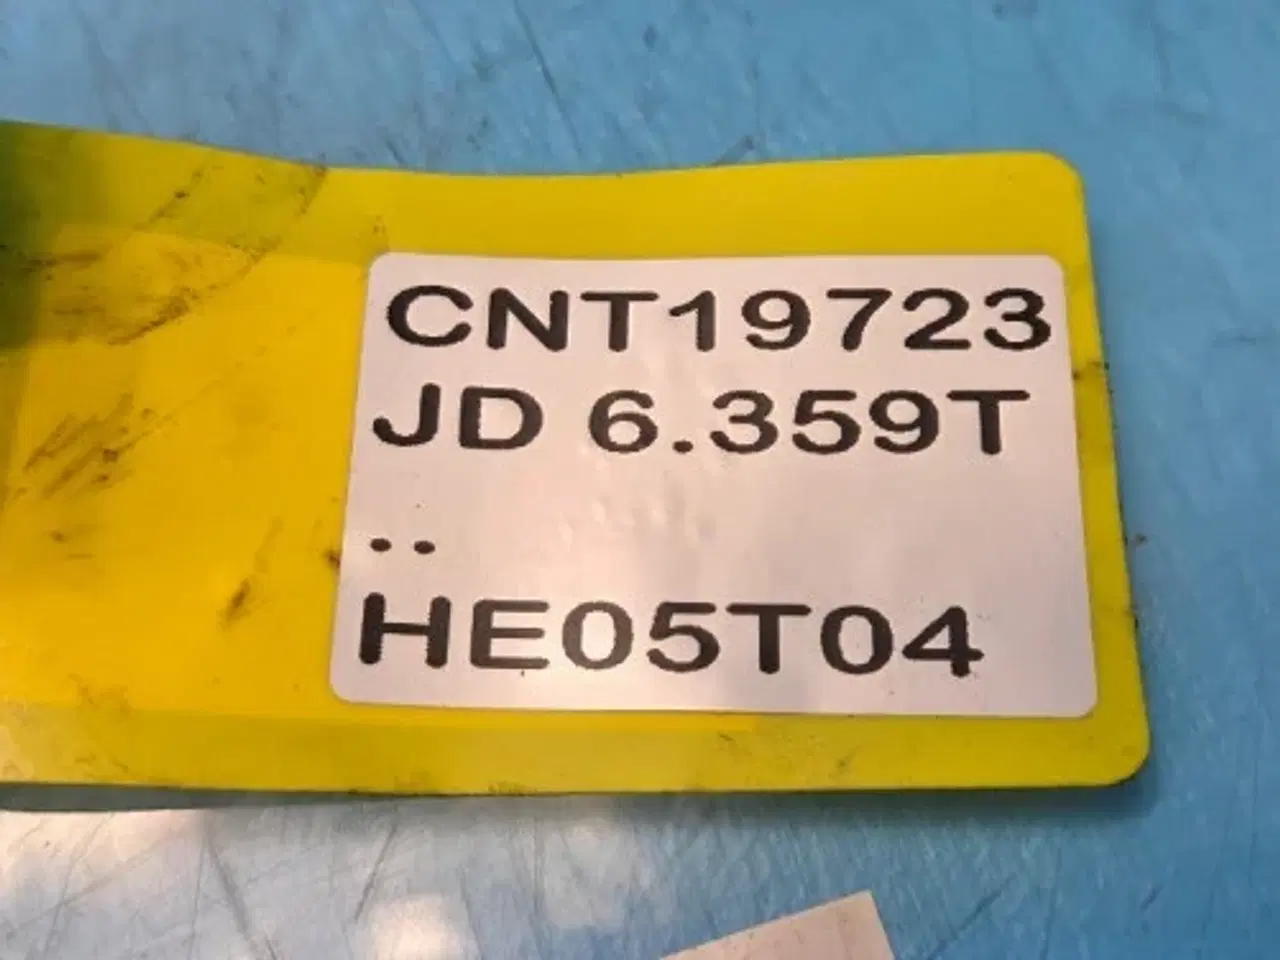 CNT19723
JD 6.359T
..
HE05T04